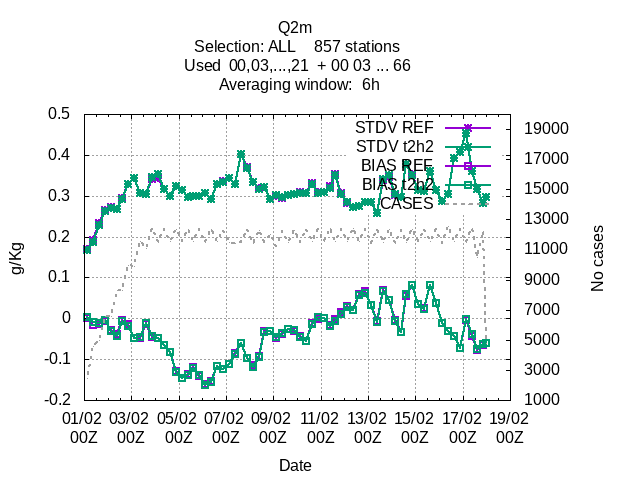 Q2m
Selection: ALL 857 stations
Used 00,03,...,21 + 00 03 ... 66
Averaging window: 6h
0.5
0.4
0.3
0.2
0.1
0
-0.1
-0.2
g/Kg
STDV REF
STDV t2h2
BIAS REF
BIAS t2h2
CASES
19000
17000
15000
13000
11000
9000
7000
5000
3000
1000
No cases
01/02 03/02 05/02 07/02 09/02 11/02 13/02 15/02 17/02 19/02
00Z 00Z 00Z 00Z 00Z 00Z 00Z 00Z 00Z 00Z
Date